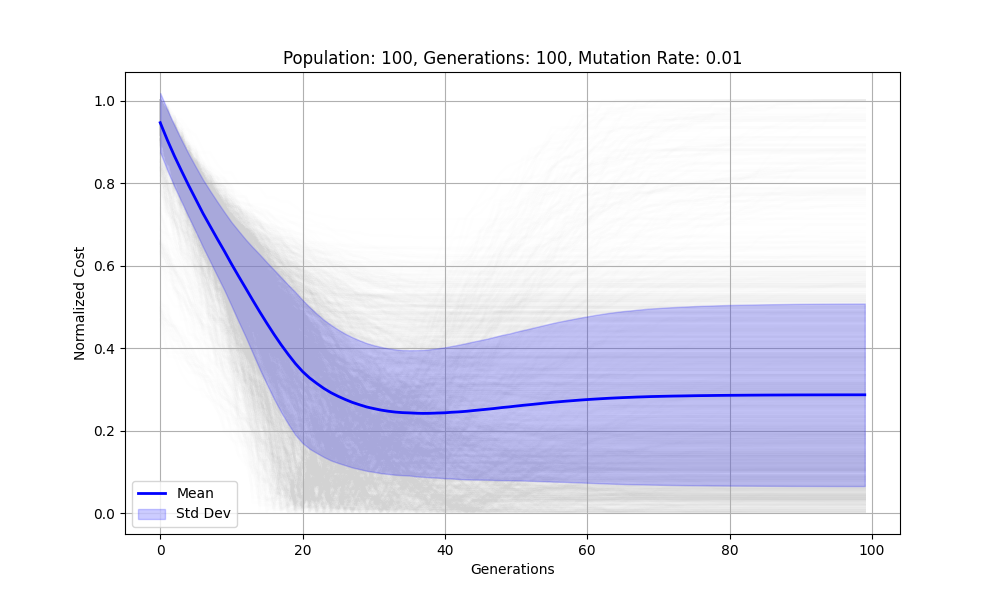 Population: 100, Generations: 100, Mutation Rate: 0.01
1.0
0.8
0.6
0.4
0.2
0.0
Normalized Cost
Mean
Std Dev
0 20 40 60 80 100
Generations